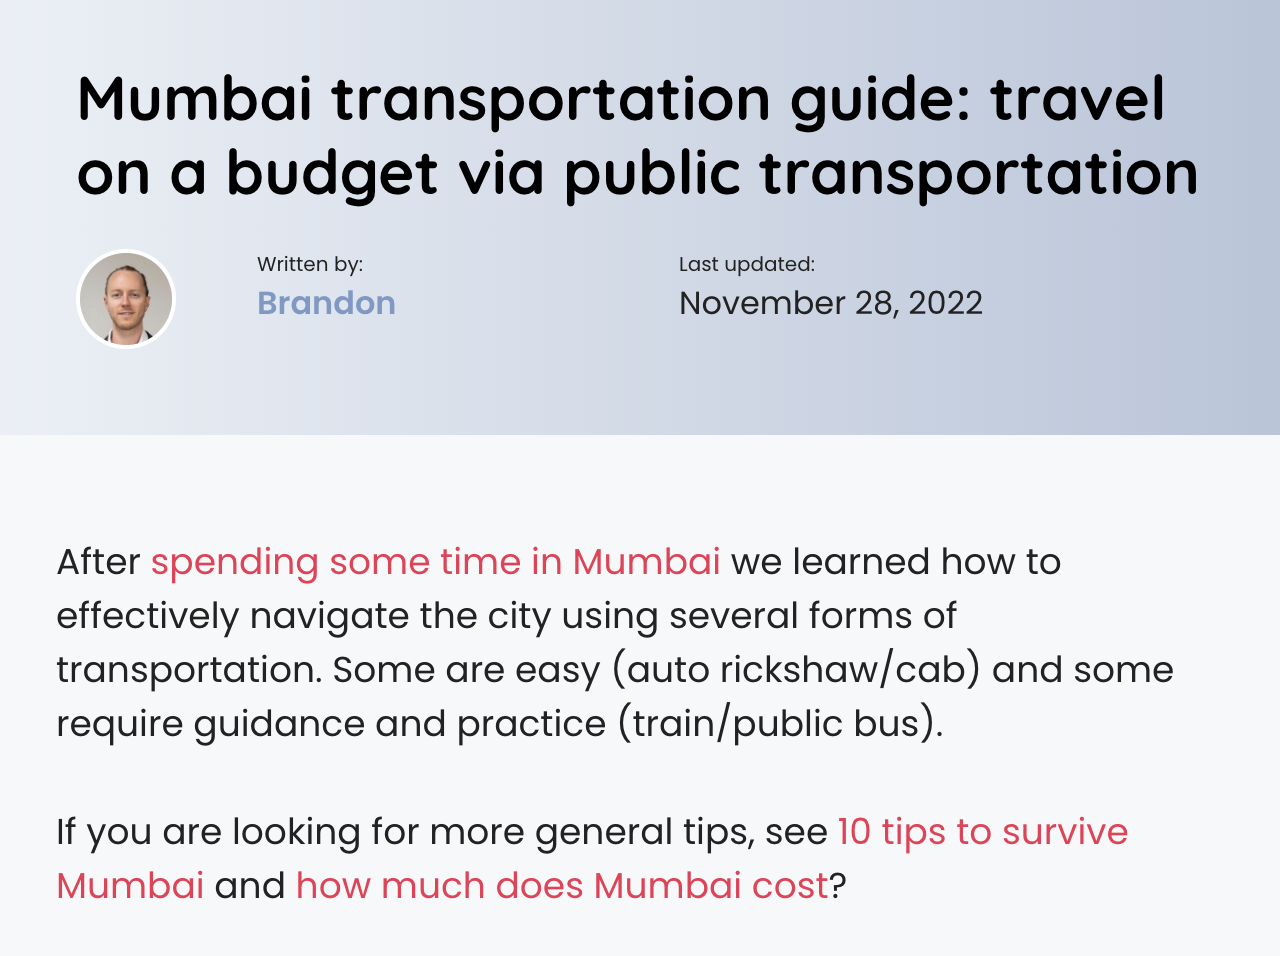 Mumbai transportation guide: travel
on a budget via public transportation
Written by:
Brandon
Last updated:
November 28, 2022
After spending some time in Mumbai we learned how to
effectively navigate the city using several forms of
transportation. Some are easy (auto rickshaw/cab) and some
require guidance and practice (train/public bus).
If you are looking for more general tips, see 10 tips to survive
Mumbai and how much does Mumbai cost?